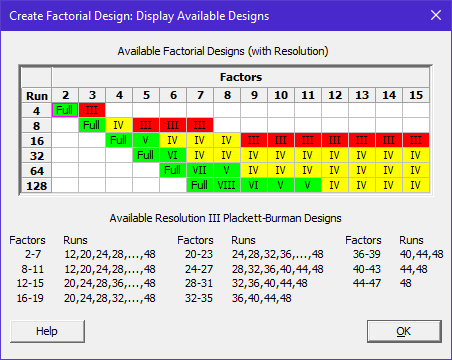 Create Factorial Design: Display Available Designs
Available Factorial Designs (with Resolution)
Factors
Run 2 3 4 5 6 7 8 9 10 11 12 13 14 15
4 Full III
8 Full IV III III III
16 Full V IV IV IV III III III III III III III
32 Full VI IV IV IV IV IV IV IV IV IV IV
64 Full VII V IV IV IV IV IV IV IV IV
128 Full VIII VI V V IV IV IV IV
Available Resolution III Plackett-Burman Designs
Factors Runs Factors Runs Factors Runs
2-7 12,20,24,28,...,48 20-23 24,28,32,36,...,48 36-39 40,44,48
8-11 12,20,24,28,...,48 24-27 28,32,36,40,44,48 40-43 44,48
12-15 20,24,28,36,...,48 28-31 32,36,40,44,48 44-47 48
16-19 20,24,28,32,...,48 32-35 36,40,44,48
Help OK